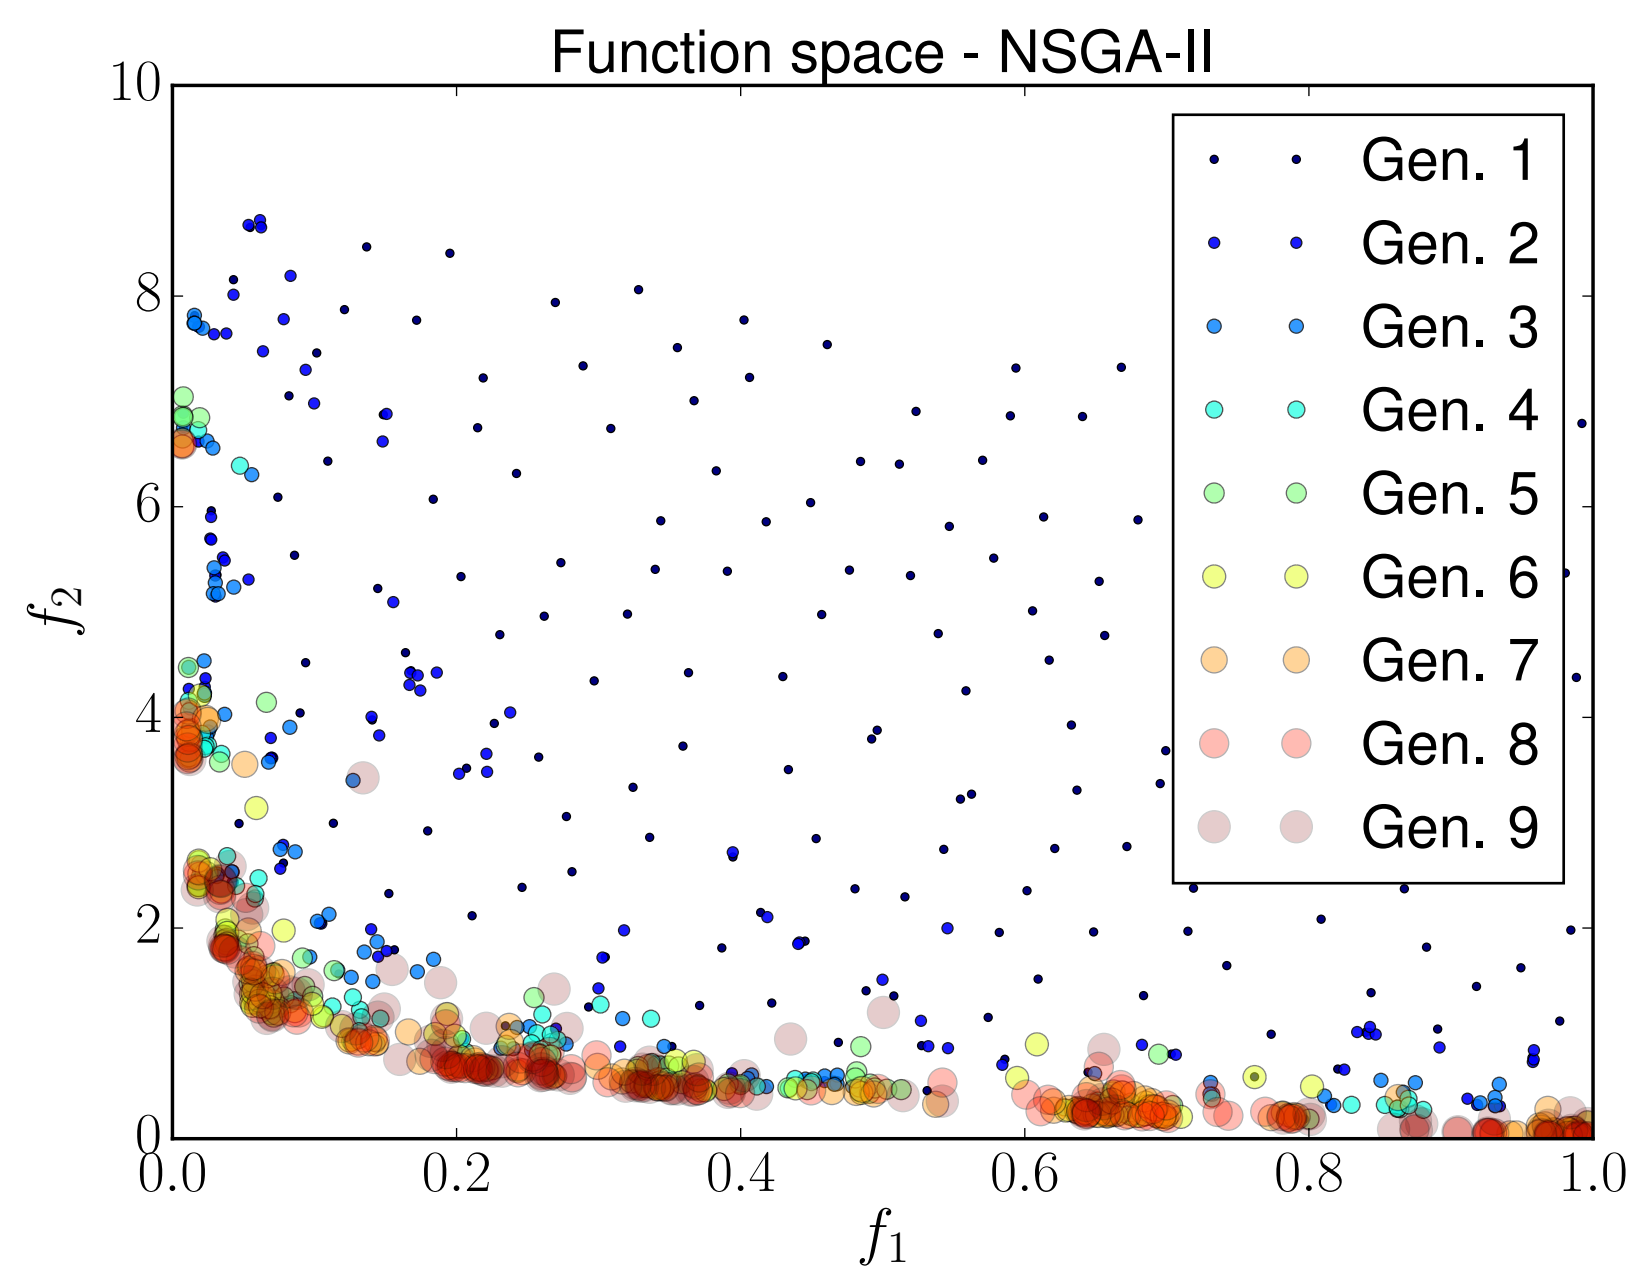 Function space - NSGA-II
10
8
6
4
2
0
f2
0.0 0.2 0.4 0.6 0.8 1.0
f1
Gen. 1
Gen. 2
Gen. 3
Gen. 4
Gen. 5
Gen. 6
Gen. 7
Gen. 8
Gen. 9